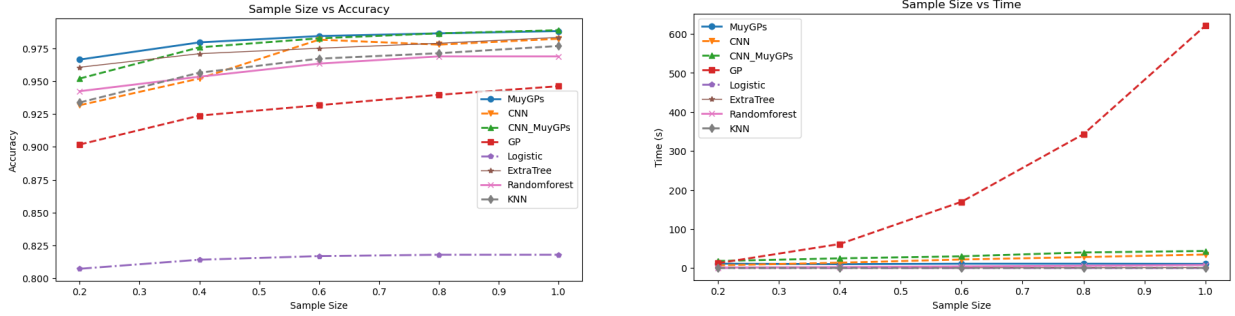 Sample Size vs Accuracy
Accuracy
0.975
0.950
0.925
0.900
0.875
0.850
0.825
0.800
MuyGPs
CNN
CNN_MuyGPs
GP
Logistic
ExtraTree
Randomforest
KNN
0.2 0.3 0.4 0.5 0.6 0.7 0.8 0.9 1.0
Sample Size
Sample Size vs Time
Time (s)
600
500
400
300
200
100
0
MuyGPs
CNN
CNN_MuyGPs
GP
Logistic
ExtraTree
Randomforest
KNN
0.2 0.3 0.4 0.5 0.6 0.7 0.8 0.9 1.0
Sample Size